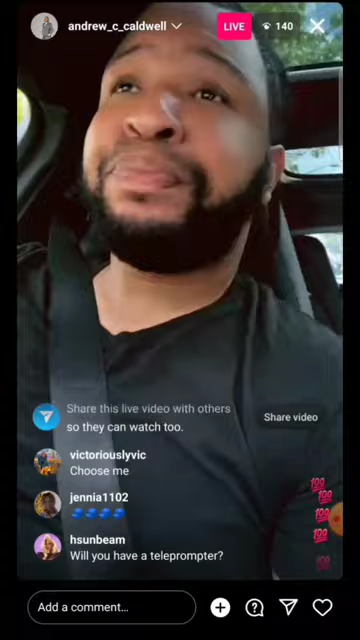 andrew_c_caldwell
LIVE
140
Share this live video with others
so they can watch too.
Share video
victoriouslyvic
Choose me
jennia1102
hsunbeam
Will you have a teleprompter?
💯
💯
💯
💯
Add a comment...